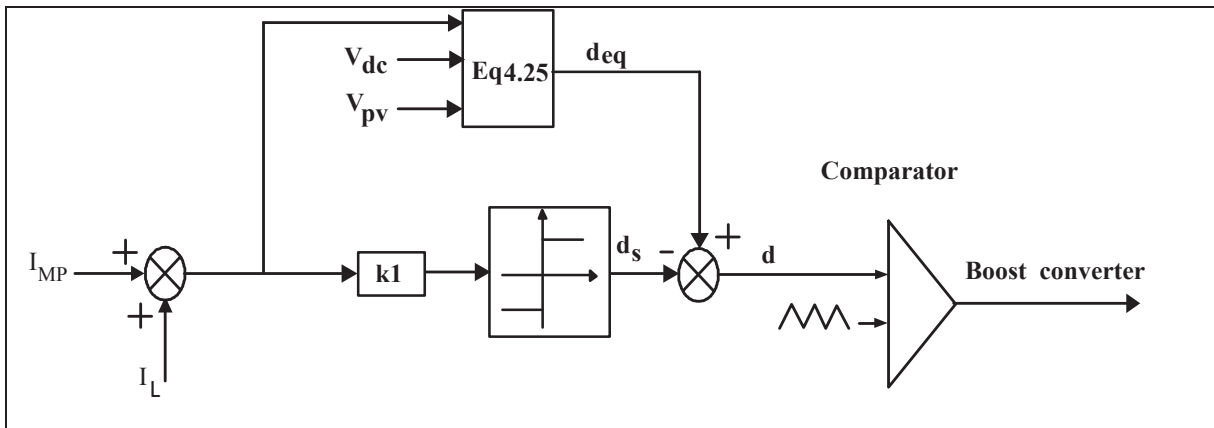 V_dc
V_pv
Eq4.25
d_eq
Comparator
I_MP
+
+
k1
d_s
-
+
d
Boost converter
I_L